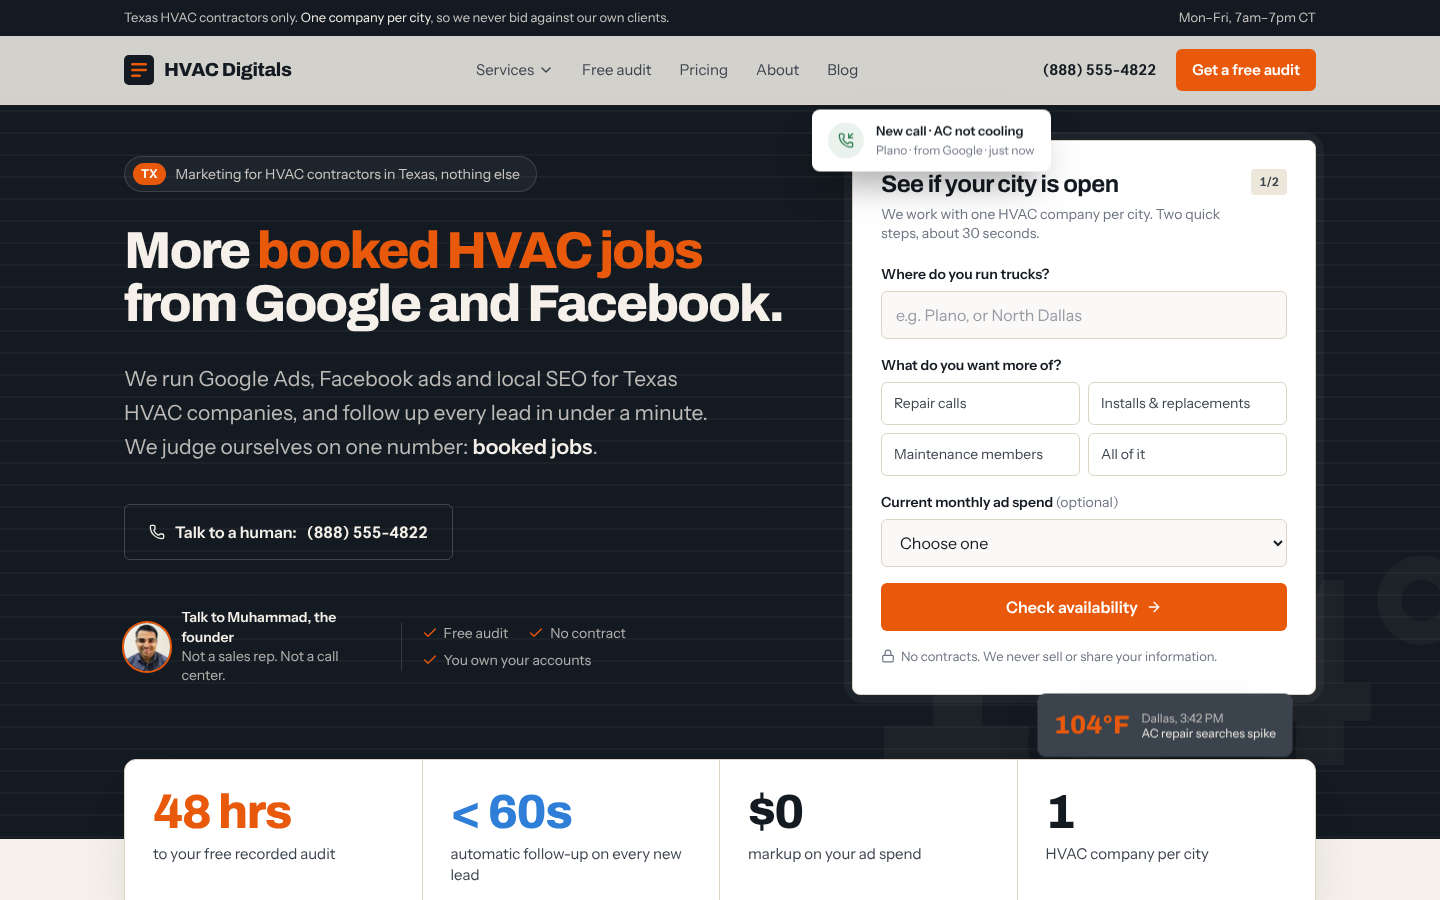 Texas HVAC contractors only. One company per city, so we never bid against our own clients.
Mon–Fri, 7am–7pm CT
HVAC Digitals
Services
Free audit
Pricing
About
Blog
(888) 555-4822
Get a free audit
New call · AC not cooling
Plano · from Google · just now
TX Marketing for HVAC contractors in Texas, nothing else
More booked HVAC jobs
from Google and Facebook.
We run Google Ads, Facebook ads and local SEO for Texas
HVAC companies, and follow up every lead in under a minute.
We judge ourselves on one number: booked jobs.
Talk to a human: (888) 555-4822
Talk to Muhammad, the
founder
Not a sales rep. Not a call
center.
Free audit
No contract
You own your accounts
See if your city is open
1/2
We work with one HVAC company per city. Two quick
steps, about 30 seconds.
Where do you run trucks?
e.g. Plano, or North Dallas
What do you want more of?
Repair calls
Installs & replacements
Maintenance members
All of it
Current monthly ad spend (optional)
Choose one
Check availability
No contracts. We never sell or share your information.
104°F
Dallas, 3:42 PM
AC repair searches spike
48 hrs
to your free recorded audit
< 60s
automatic follow-up on every new
lead
$0
markup on your ad spend
1
HVAC company per city